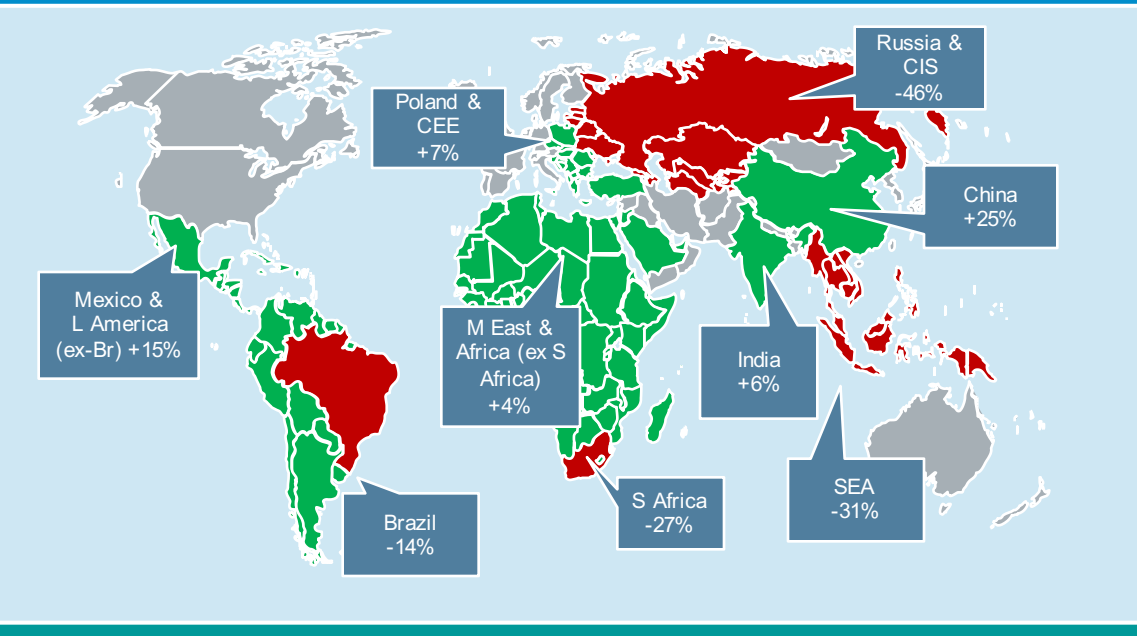 Russia &
CIS
-46%
Poland &
CEE
+7%
China
+25%
Mexico &
L America
(ex-Br) +15%
M East &
Africa (ex S
Africa)
+4%
India
+6%
SEA
-31%
S Africa
-27%
Brazil
-14%